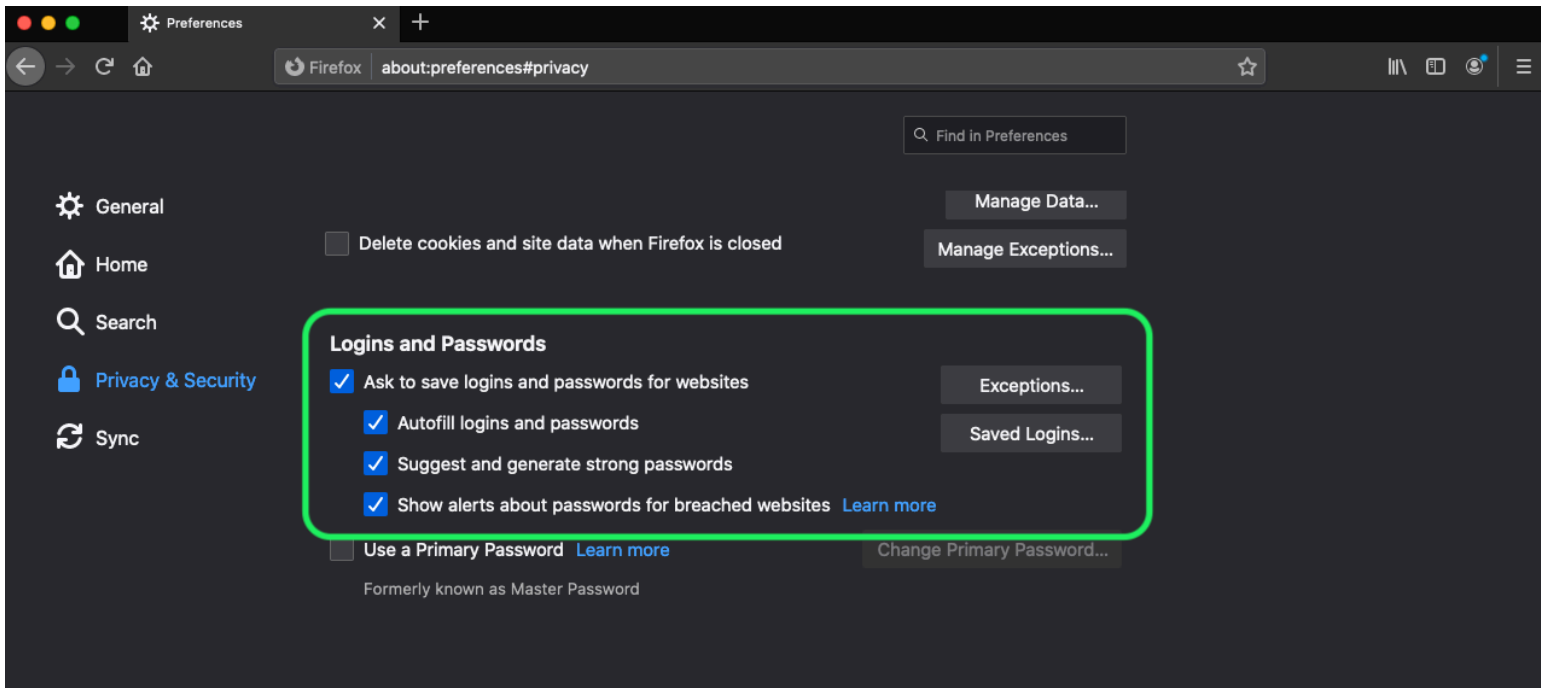 Preferences
Firefox about:preferences#privacy
Find in Preferences
General
Home
Search
Privacy & Security
Sync
Manage Data...
Delete cookies and site data when Firefox is closed
Manage Exceptions...
Logins and Passwords
Ask to save logins and passwords for websites
Exceptions...
Autofill logins and passwords
Saved Logins...
Suggest and generate strong passwords
Show alerts about passwords for breached websites Learn more
Use a Primary Password Learn more
Change Primary Password...
Formerly known as Master Password